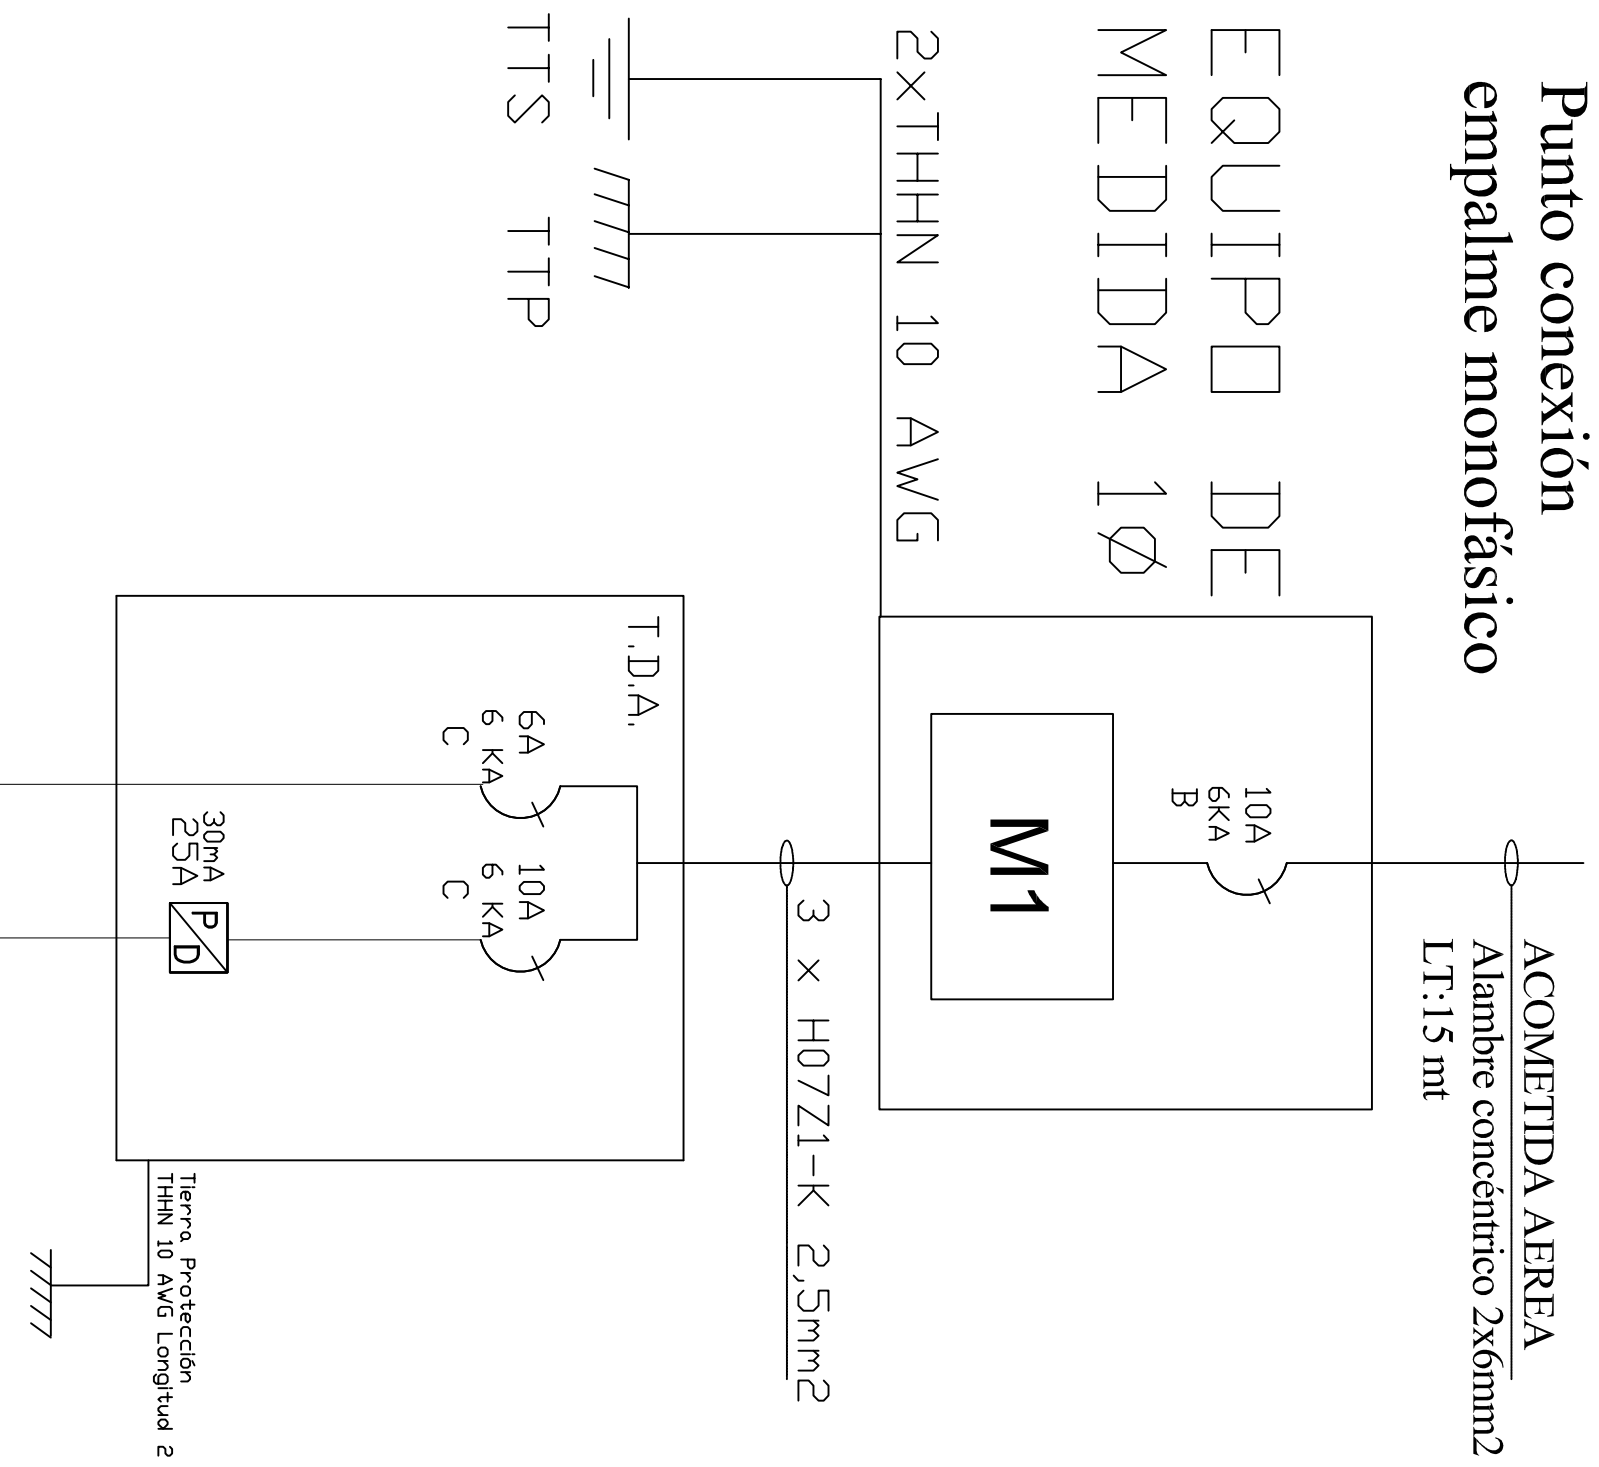 Punto conexión
empalme monofásico
ACOMETIDA AEREA
Alambre concéntrico 2x6mm2
LT:15 mt
EQUIPO DE
MEDIDA 1Ø
10A
6KA
B
M1
2xTHHN 10 AWG
3 x H07Z1-K 2,5mm2
TTS TTP
T.D.A.
6A
6 KA
C
10A
6 KA
C
30mA
25A
P/D
Tierra Protección
THHN 10 AWG Longitud 2